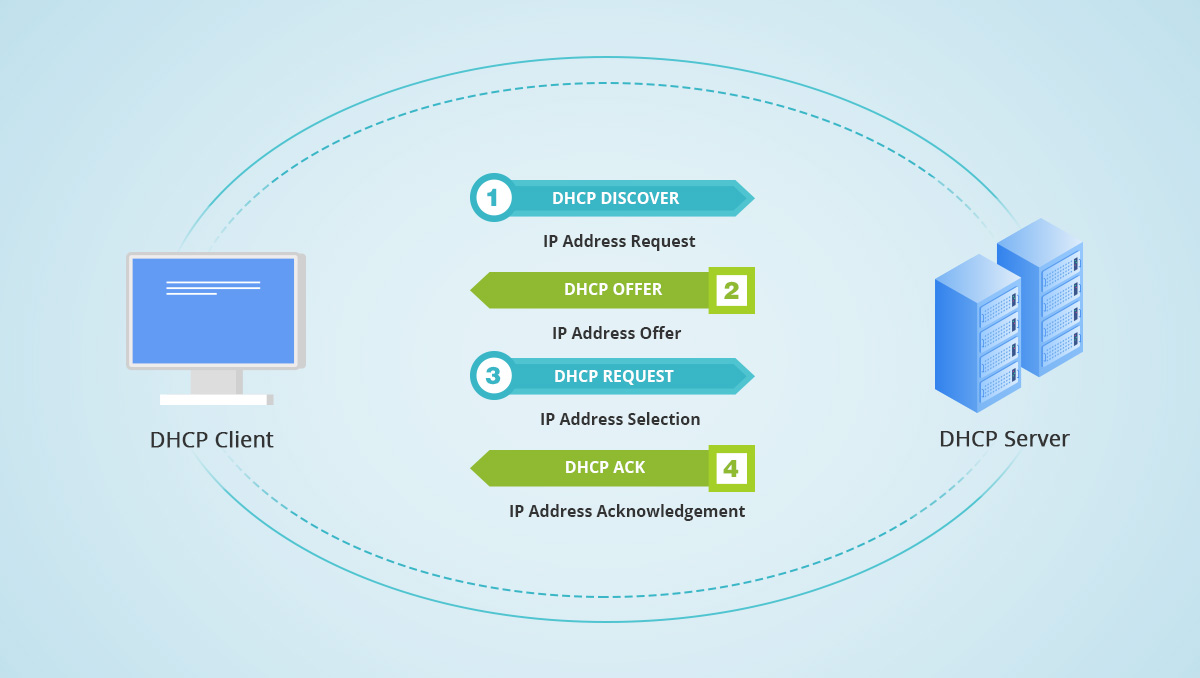 1
DHCP DISCOVER
IP Address Request
DHCP OFFER
2
IP Address Offer
3
DHCP REQUEST
IP Address Selection
DHCP ACK
4
IP Address Acknowledgement
DHCP Client
DHCP Server